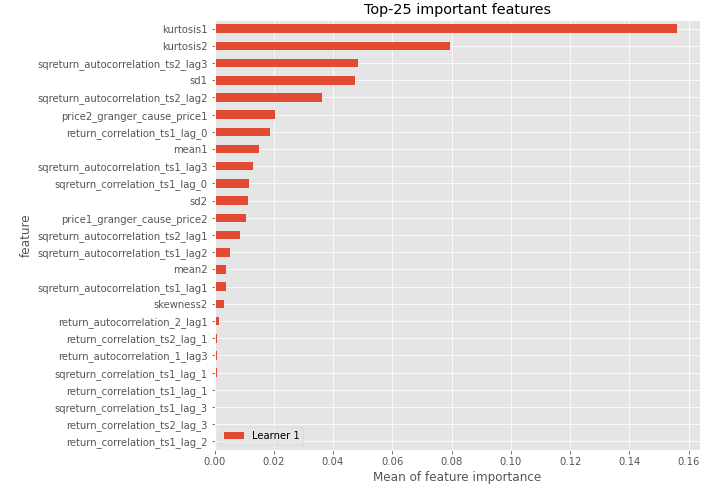 Top-25 important features
kurtosis1
kurtosis2
sqreturn_autocorrelation_ts2_lag3
sd1
sqreturn_autocorrelation_ts2_lag2
price2_granger_cause_price1
return_correlation_ts1_lag_0
mean1
sqreturn_autocorrelation_ts1_lag3
sqreturn_correlation_ts1_lag_0
sd2
price1_granger_cause_price2
sqreturn_autocorrelation_ts2_lag1
sqreturn_autocorrelation_ts1_lag2
mean2
sqreturn_autocorrelation_ts1_lag1
skewness2
return_autocorrelation_2_lag1
return_correlation_ts2_lag_1
return_autocorrelation_1_lag3
sqreturn_correlation_ts1_lag_1
return_correlation_ts1_lag_1
sqreturn_correlation_ts1_lag_3
return_correlation_ts2_lag_3
return_correlation_ts1_lag_2
feature
Learner 1
0.00 0.02 0.04 0.06 0.08 0.10 0.12 0.14 0.16
Mean of feature importance